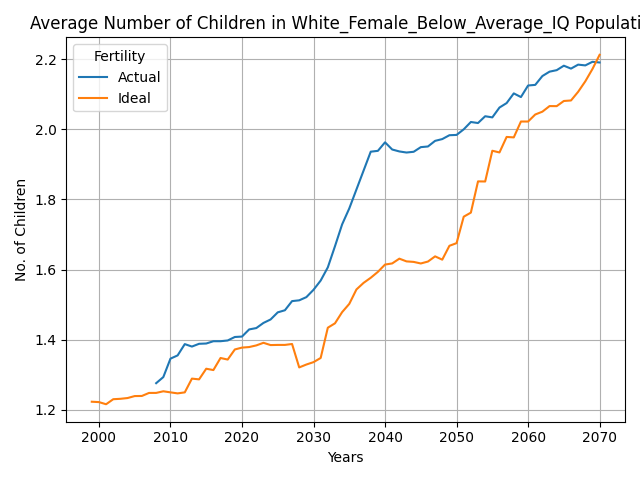 Average Number of Children in White_Female_Below_Average_IQ Populati
Fertility
Actual
Ideal
2.2
2.0
1.8
1.6
1.4
1.2
No. of Children
2000 2010 2020 2030 2040 2050 2060 2070
Years